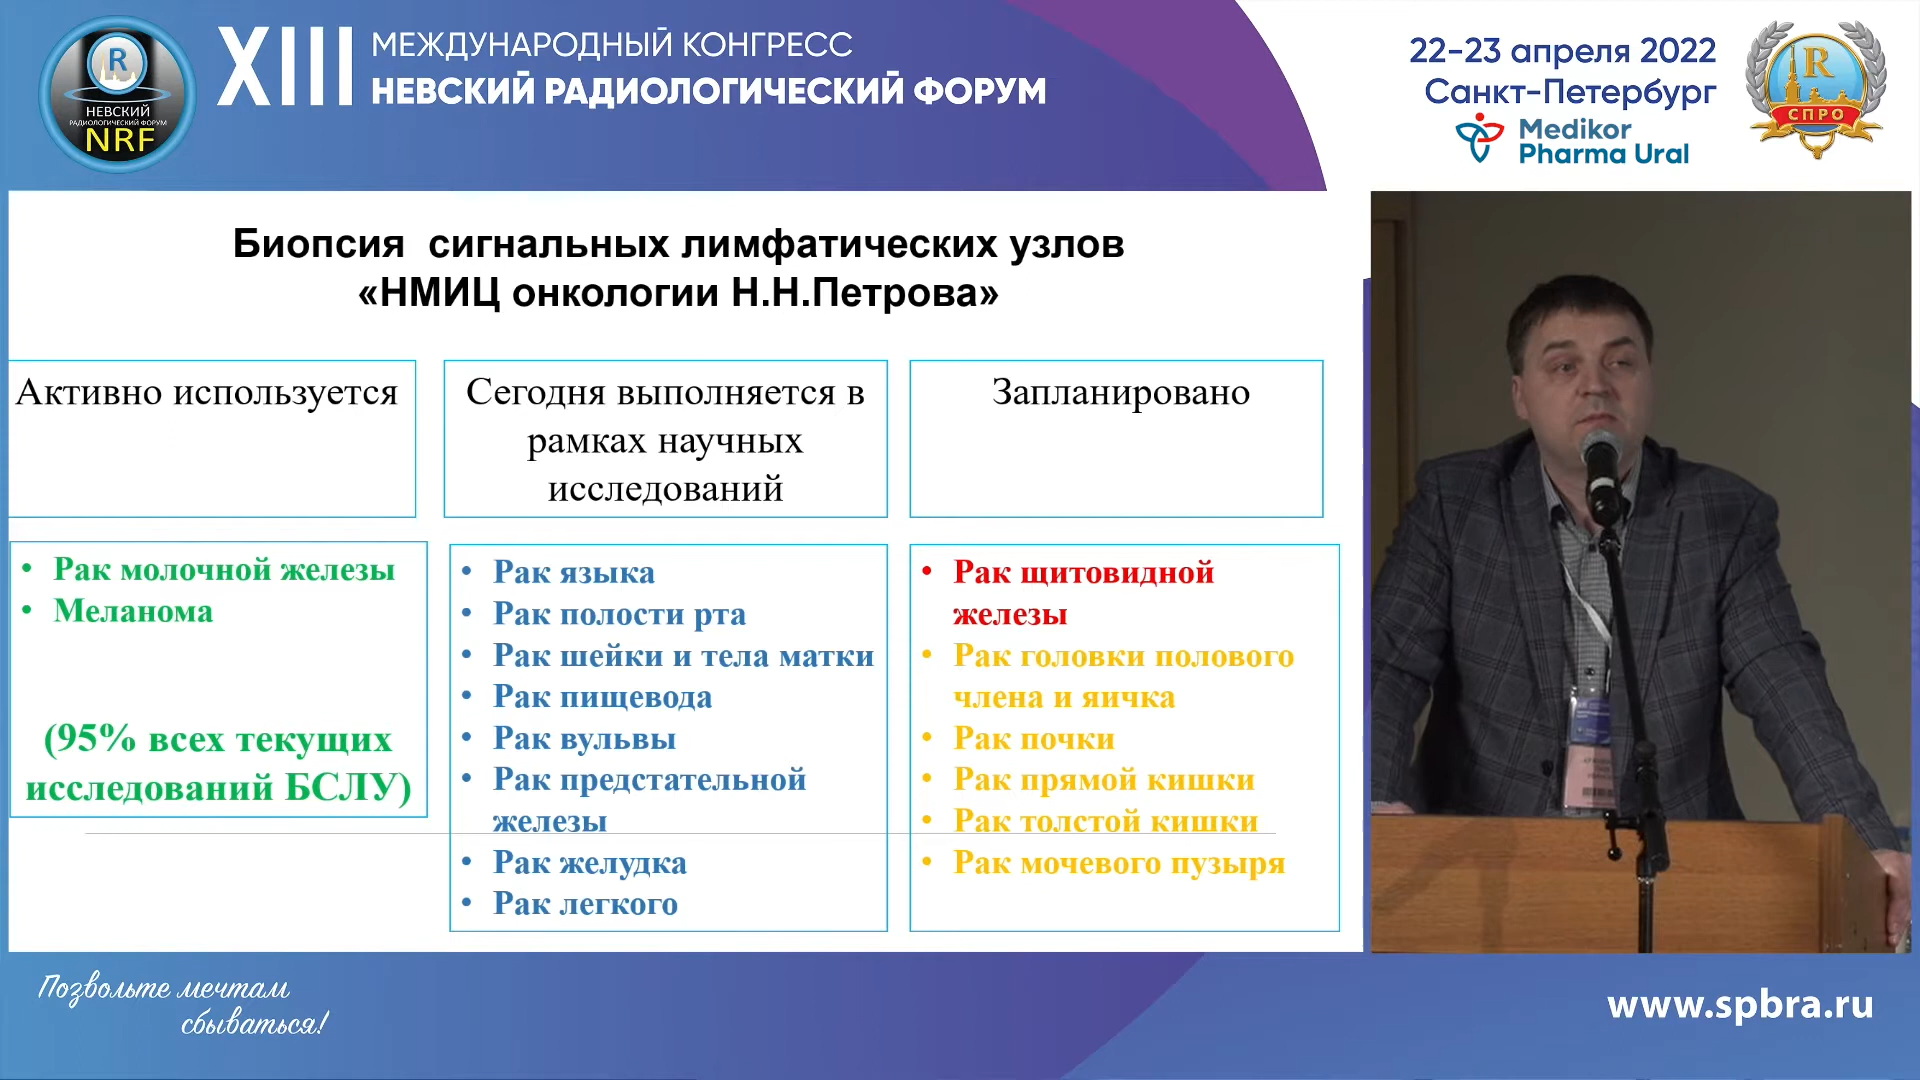 R
НЕВСКИЙ
РАДИОЛОГИЧЕСКИЙ ФОРУМ
NRF
XIII
МЕЖДУНАРОДНЫЙ КОНГРЕСС
НЕВСКИЙ РАДИОЛОГИЧЕСКИЙ ФОРУМ
22-23 апреля 2022
Санкт-Петербург
Medikor
Pharma Ural
R
СПРО
Биопсия сигнальных лимфатических узлов
«НМИЦ онкологии Н.Н.Петрова»
Активно используется
• Рак молочной железы
• Меланома
(95% всех текущих
исследований БСЛУ)
Сегодня выполняется в
рамках научных
исследований
• Рак языка
• Рак полости рта
• Рак шейки и тела матки
• Рак пищевода
• Рак вульвы
• Рак предстательной
железы
• Рак желудка
• Рак легкого
Запланировано
• Рак щитовидной
железы
• Рак головки полового
члена и яичка
• Рак почки
• Рак прямой кишки
• Рак толстой кишки
• Рак мочевого пузыря
Позвольте мечтам
сбываться!
www.spbra.ru